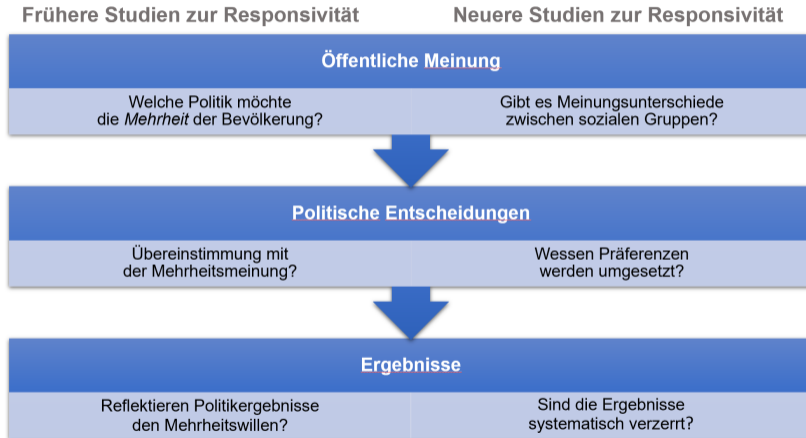 Frühere Studien zur Responsivität
Neuere Studien zur Responsivität
Öffentliche Meinung
Welche Politik möchte
die Mehrheit der Bevölkerung?
Gibt es Meinungsunterschiede
zwischen sozialen Gruppen?
Politische Entscheidungen
Übereinstimmung mit
der Mehrheitsmeinung?
Wessen Präferenzen
werden umgesetzt?
Ergebnisse
Reflektieren Politikergebnisse
den Mehrheitswillen?
Sind die Ergebnisse
systematisch verzerrt?